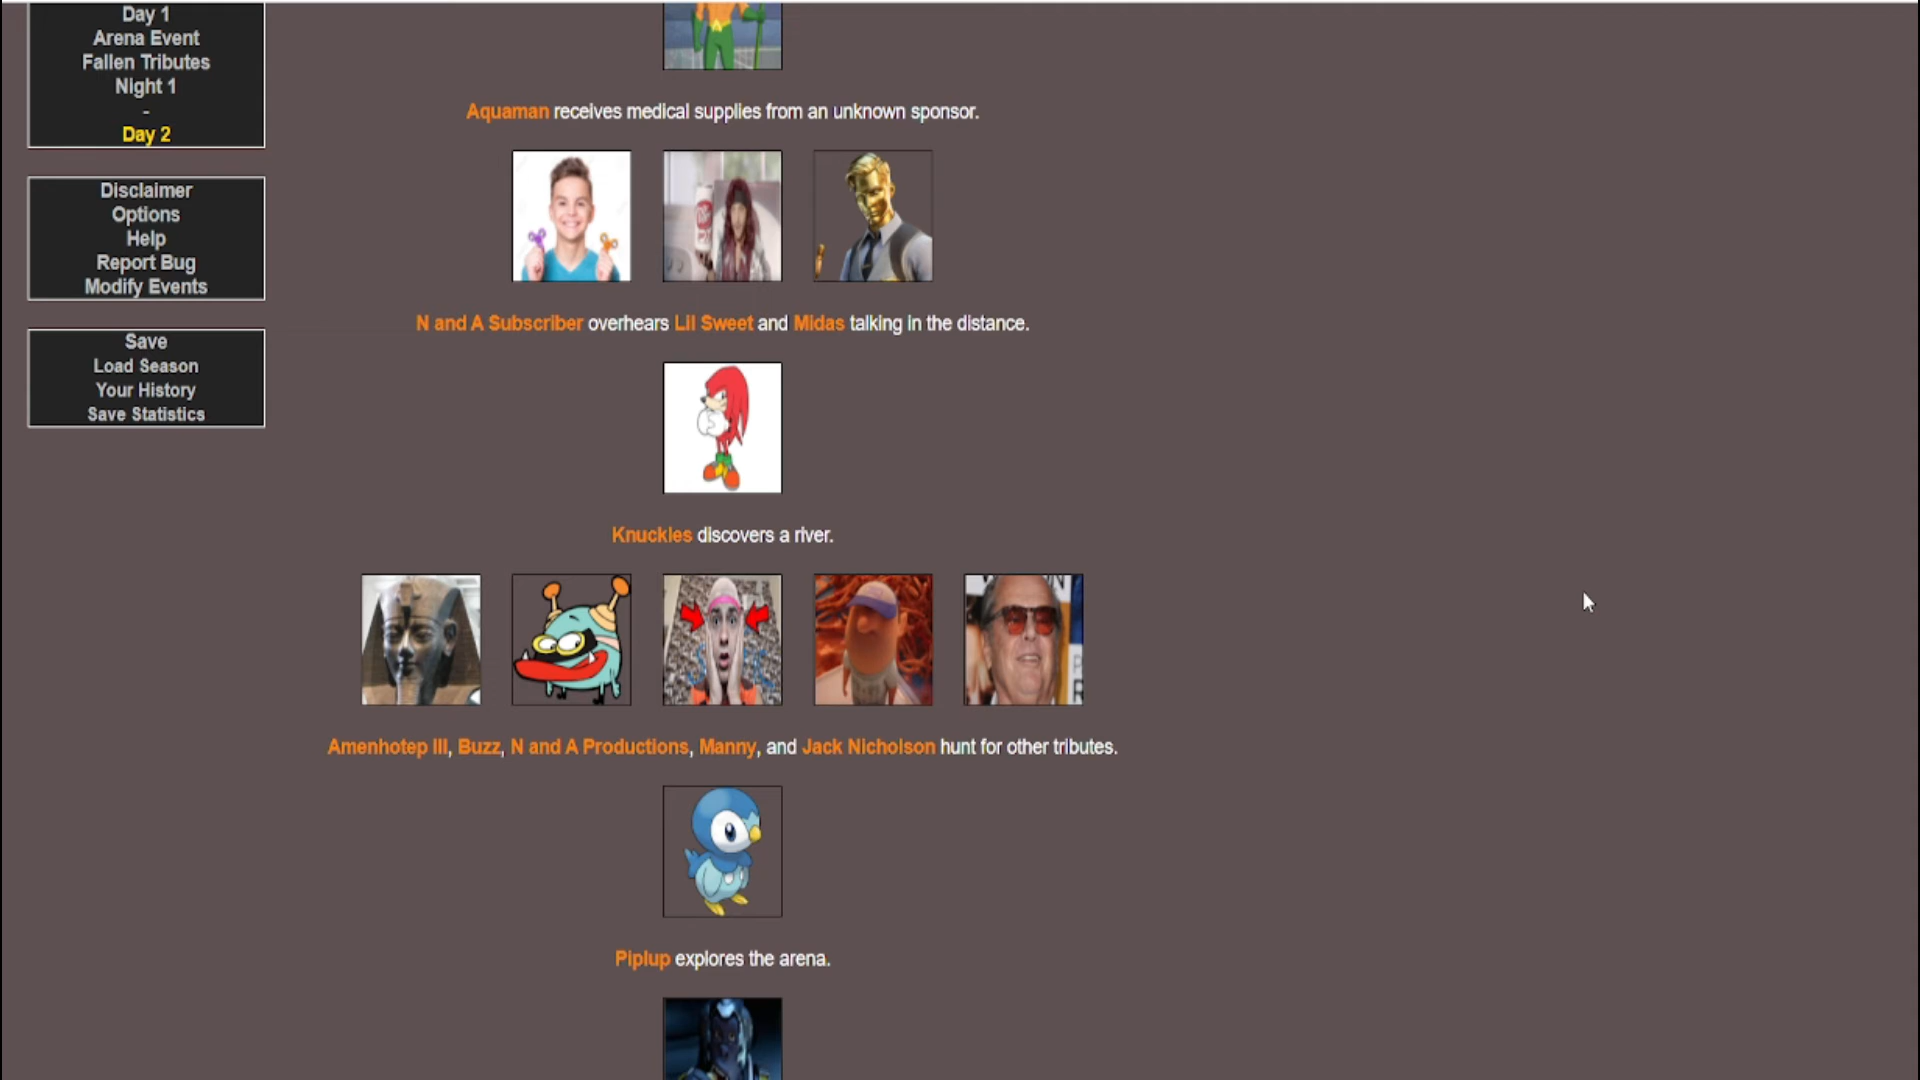 Day 1
Arena Event
Fallen Tributes
Night 1
-
Day 2
Disclaimer
Options
Help
Report Bug
Modify Events
Save
Load Season
Your History
Save Statistics
Aquaman receives medical supplies from an unknown sponsor.
N and A Subscriber overhears Lil Sweet and Midas talking in the distance.
Knuckles discovers a river.
Amenhotep III, Buzz, N and A Productions, Manny, and Jack Nicholson hunt for other tributes.
Piplup explores the arena.